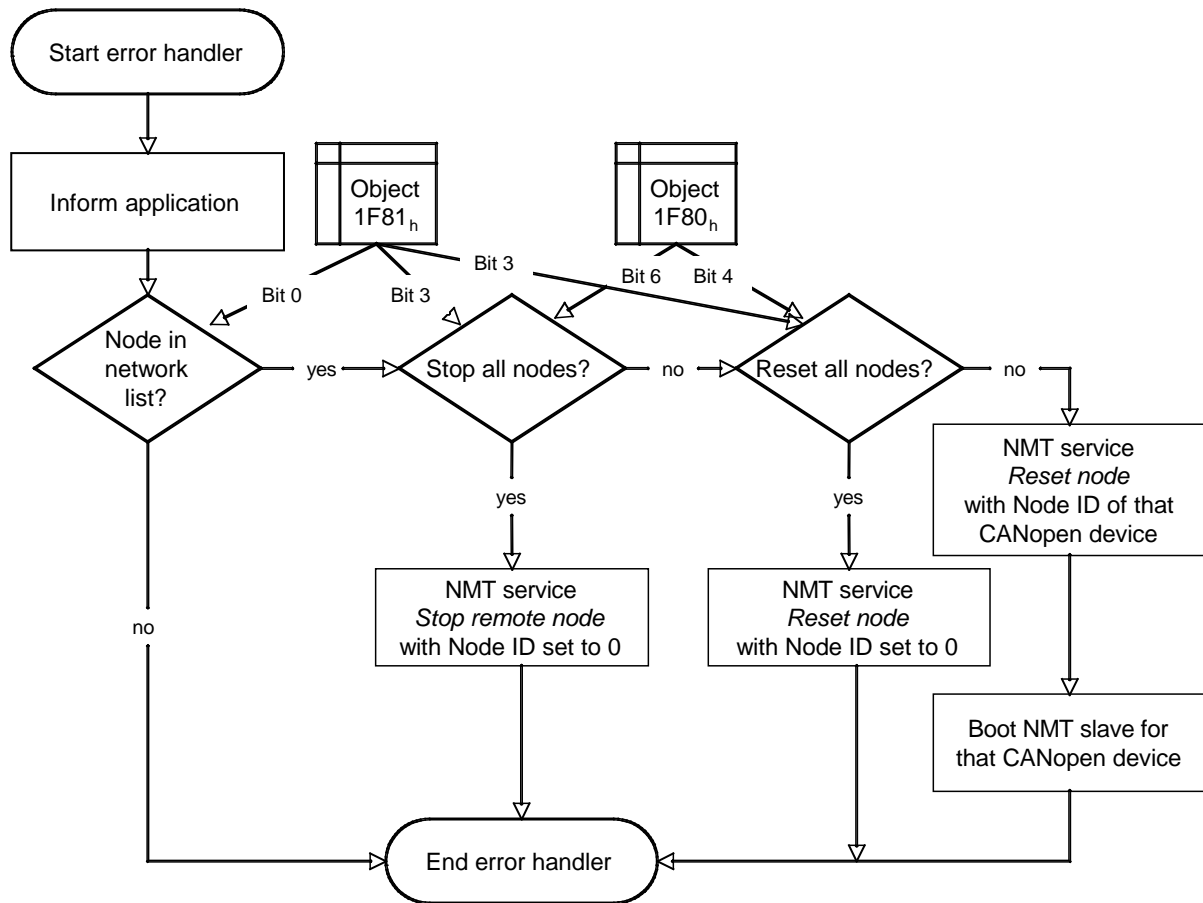 Start error handler
Inform application
Object
1F81h
Object
1F80h
Bit 0
Bit 3
Bit 3
Bit 6
Bit 4
Node in
network
list?
yes
Stop all nodes?
no
Reset all nodes?
no
NMT service
Reset node
with Node ID of that
CANopen device
yes
yes
NMT service
Stop remote node
with Node ID set to 0
NMT service
Reset node
with Node ID set to 0
no
Boot NMT slave for
that CANopen device
End error handler